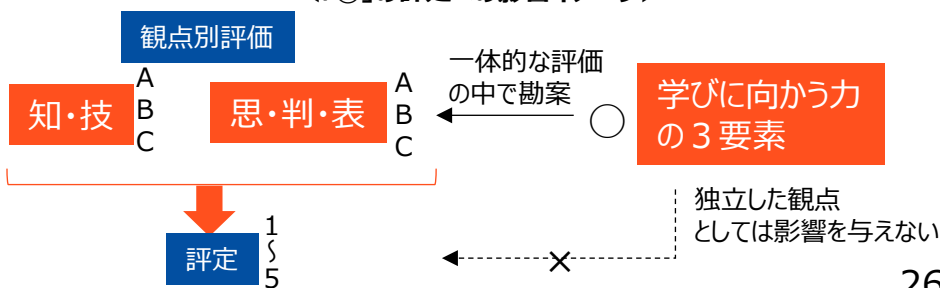 観点別評価
知・技
A
B
C
思・判・表
A
B
C
一体的な評価
の中で勘案
○
学びに向かう力
の３要素
独立した観点
としては影響を与えない
×
評定
1
〜
5
26